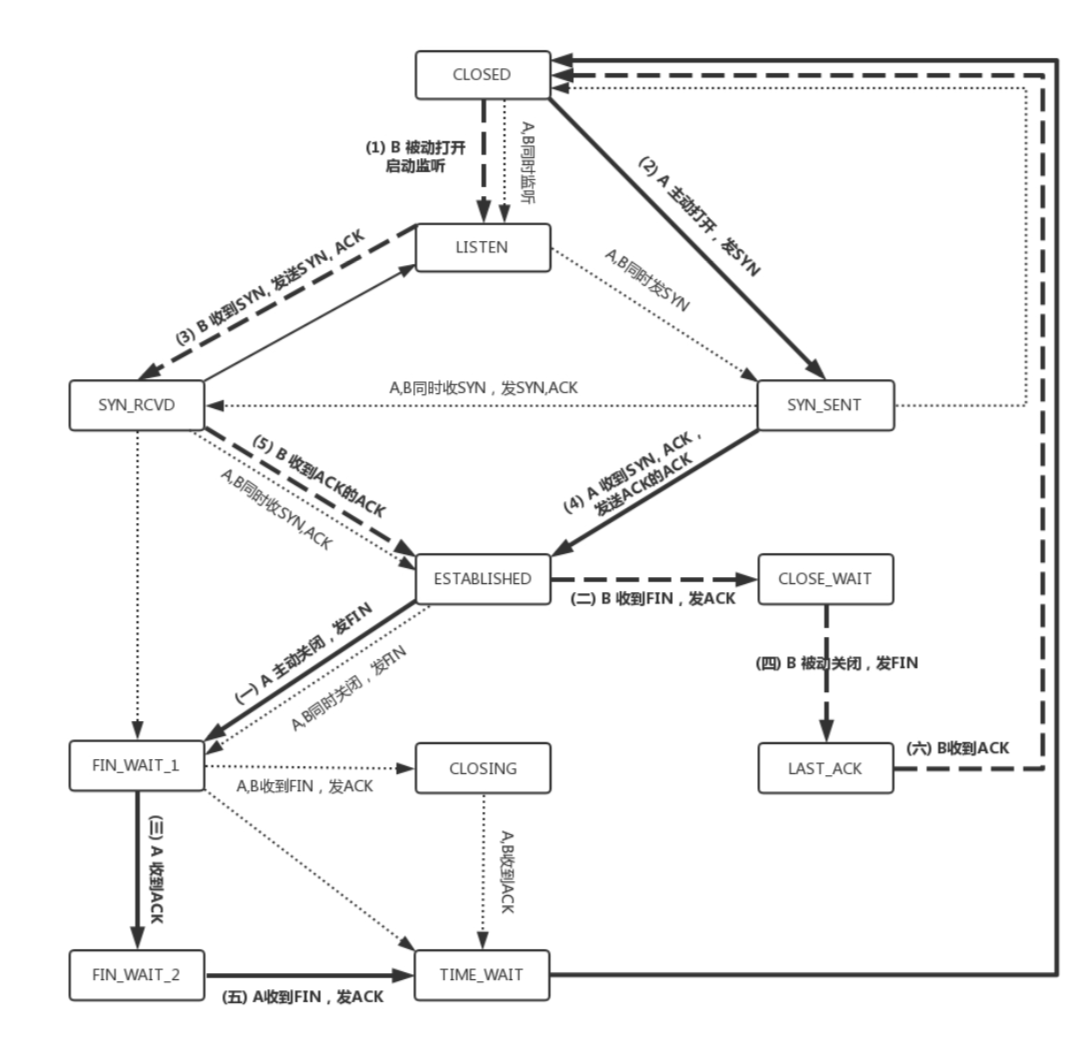 CLOSED
(1) B 被动打开
启动监听
A,B同时监听
(2) A 主动打开，发SYN
LISTEN
(3) B 收到SYN, 发送SYN, ACK
A,B同时发SYN
SYN_RCVD
A,B同时收SYN，发SYN,ACK
SYN_SENT
(5) B 收到ACK的ACK
A,B同时收SYN,ACK
(4) A 收到SYN, ACK，
发送ACK的ACK
ESTABLISHED
(二) B 收到FIN，发ACK
CLOSE_WAIT
(一) A 主动关闭，发FIN
A,B同时关闭，发FIN
(四) B 被动关闭，发FIN
FIN_WAIT_1
A,B收到FIN，发ACK
CLOSING
LAST_ACK
(六) B收到ACK
(三) A 收到ACK
A,B收到ACK
FIN_WAIT_2
(五) A收到FIN，发ACK
TIME_WAIT